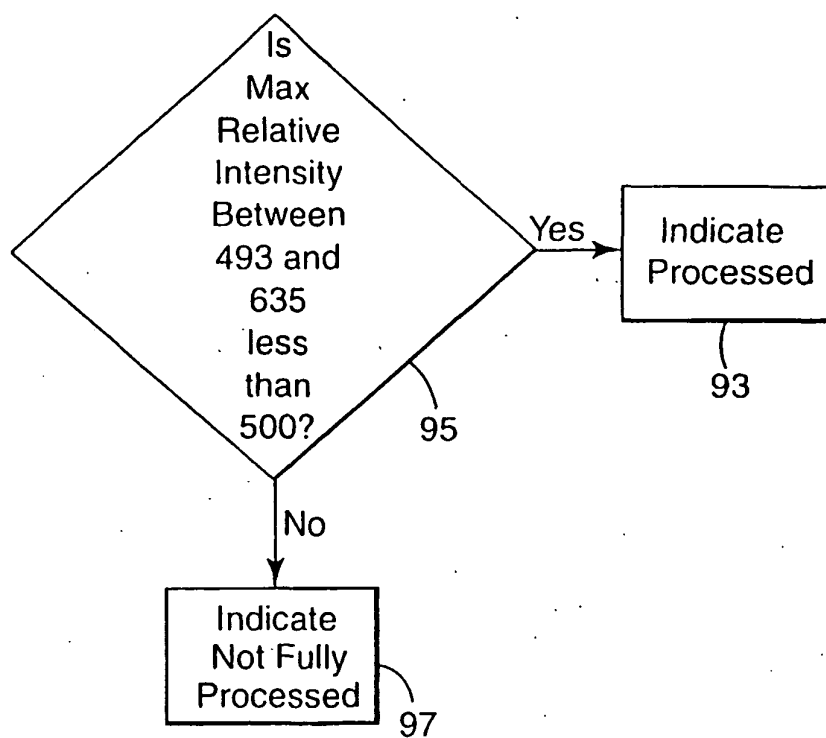 Is
Max
Relative
Intensity
Between
493 and
635
less
than
500?
95
Yes
Indicate
Processed
93
No
Indicate
Not Fully
Processed
97